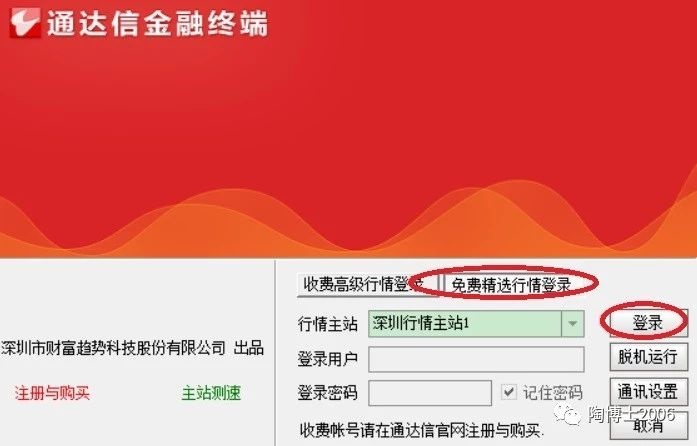 通达信金融终端
收费高级行情登录 免费精选行情登录
行情主站 深圳行情主站1 登录
深圳市财富趋势科技股份有限公司 出品
登录用户 脱机运行
注册与购买 主站测速
登录密码 记住密码 通讯设置
陶博士2006
收费帐号请在通达信官网注册与购买. 取消